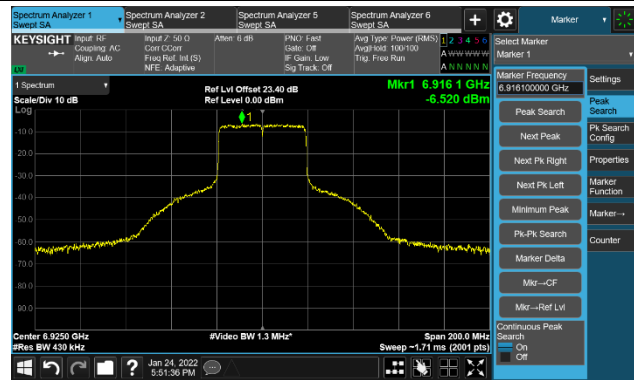 Spectrum Analyzer 1
Swept SA
Spectrum Analyzer 2
Swept SA
Spectrum Analyzer 5
Swept SA
Spectrum Analyzer 6
Swept SA
+
Marker
KEYSIGHT
Input: RF
Coupling: AC
Align: Auto
Input Z: 50 Ω
Corr CCorr
Freq Ref: Int (S)
NFE: Adaptive
Atten: 6 dB
PNO: Fast
Gate: Off
IF Gain: Low
Sig Track: Off
Avg Type: Power (RMS)
Avg|Hold: 100/100
Trig: Free Run
1 2 3 4 5 6
A W W W W W
A N N N N N
LW
Select Marker
Marker 1
1 Spectrum
Scale/Div 10 dB
Log
Ref Lvl Offset 23.40 dB
Ref Level 0.00 dBm
Mkr1 6.916 1 GHz
-6.520 dBm
1
-10.0
-20.0
-30.0
-40.0
-50.0
-60.0
-70.0
-80.0
-90.0
Center 6.9250 GHz
#Res BW 430 kHz
#Video BW 1.3 MHz*
Span 200.0 MHz
Sweep ~1.71 ms (2001 pts)
Marker Frequency
6.916100000 GHz
Peak Search
Next Peak
Next Pk Right
Next Pk Left
Minimum Peak
Pk-Pk Search
Marker Delta
Mkr→CF
Mkr→Ref Lvl
Continuous Peak
Search
On
Off
Settings
Peak
Search
Pk Search
Config
Properties
Marker
Function
Marker→
Counter
?
Jan 24, 2022
5:51:36 PM